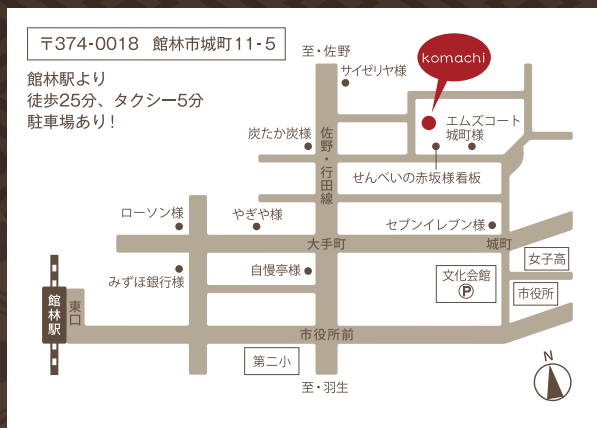 〒374-0018 館林市城町11-5
館林駅より
徒歩25分、タクシー5分
駐車場あり!
至・佐野
サイゼリヤ様
komachi
エムズコート
城町様
炭たか炭様
佐野・行田線
せんべいの赤坂様看板
ローソン様
やぎや様
セブンイレブン様
大手町
城町
女子高
みずほ銀行様
自慢亭様
文化会館
P
市役所
館林駅
東口
市役所前
第二小
至・羽生
N